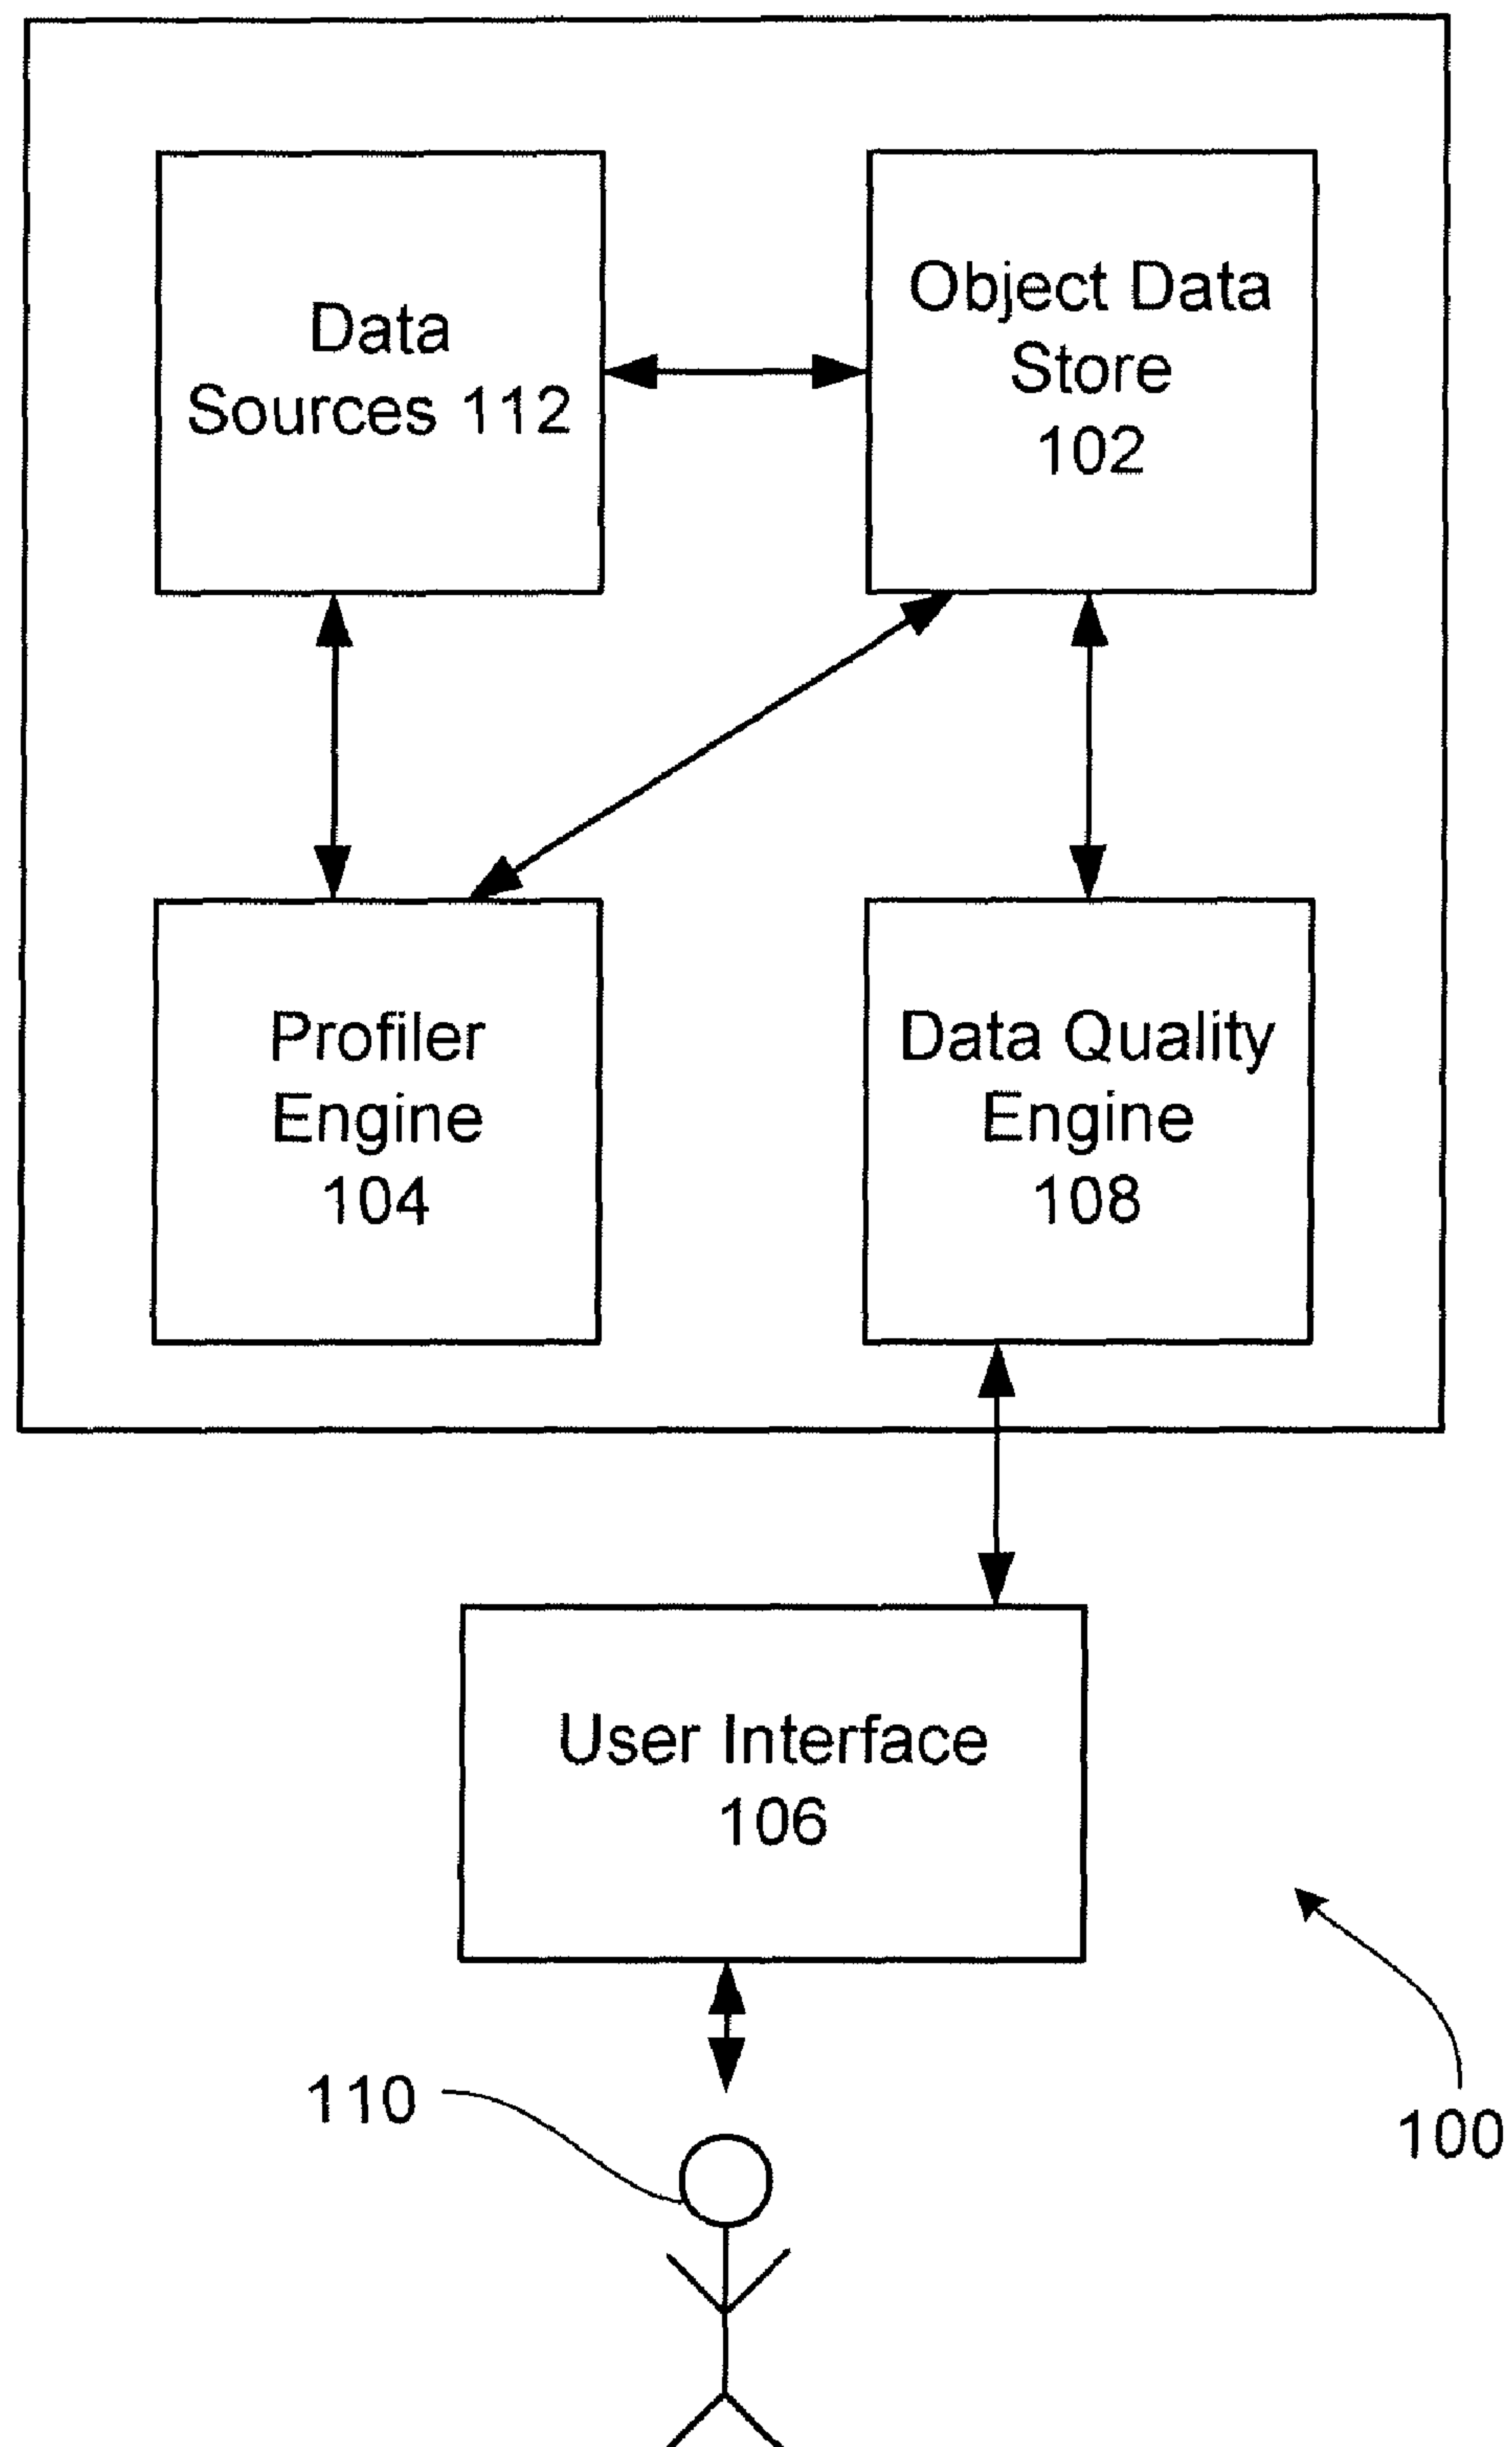 Data
Sources 112
Object Data
Store
102
Profiler
Engine
104
Data Quality
Engine
108
User Interface
106
110
100